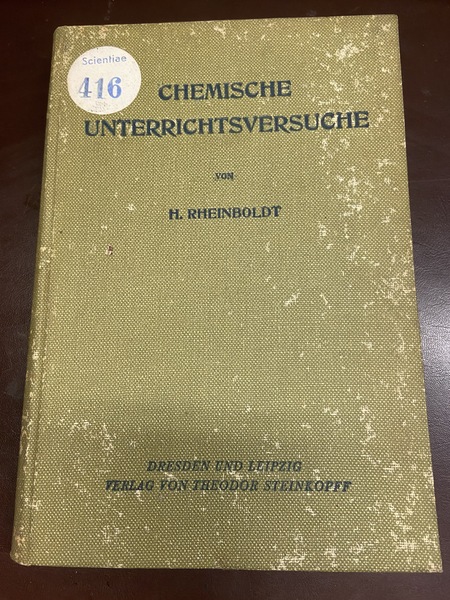 Scientiae
416
CHEMISCHE
UNTERRICHTSVERSUCHE
VON
H. RHEINBOLDT
DRESDEN UND LEIPZIG
VERLAG VON THEODOR STEINKOPFF